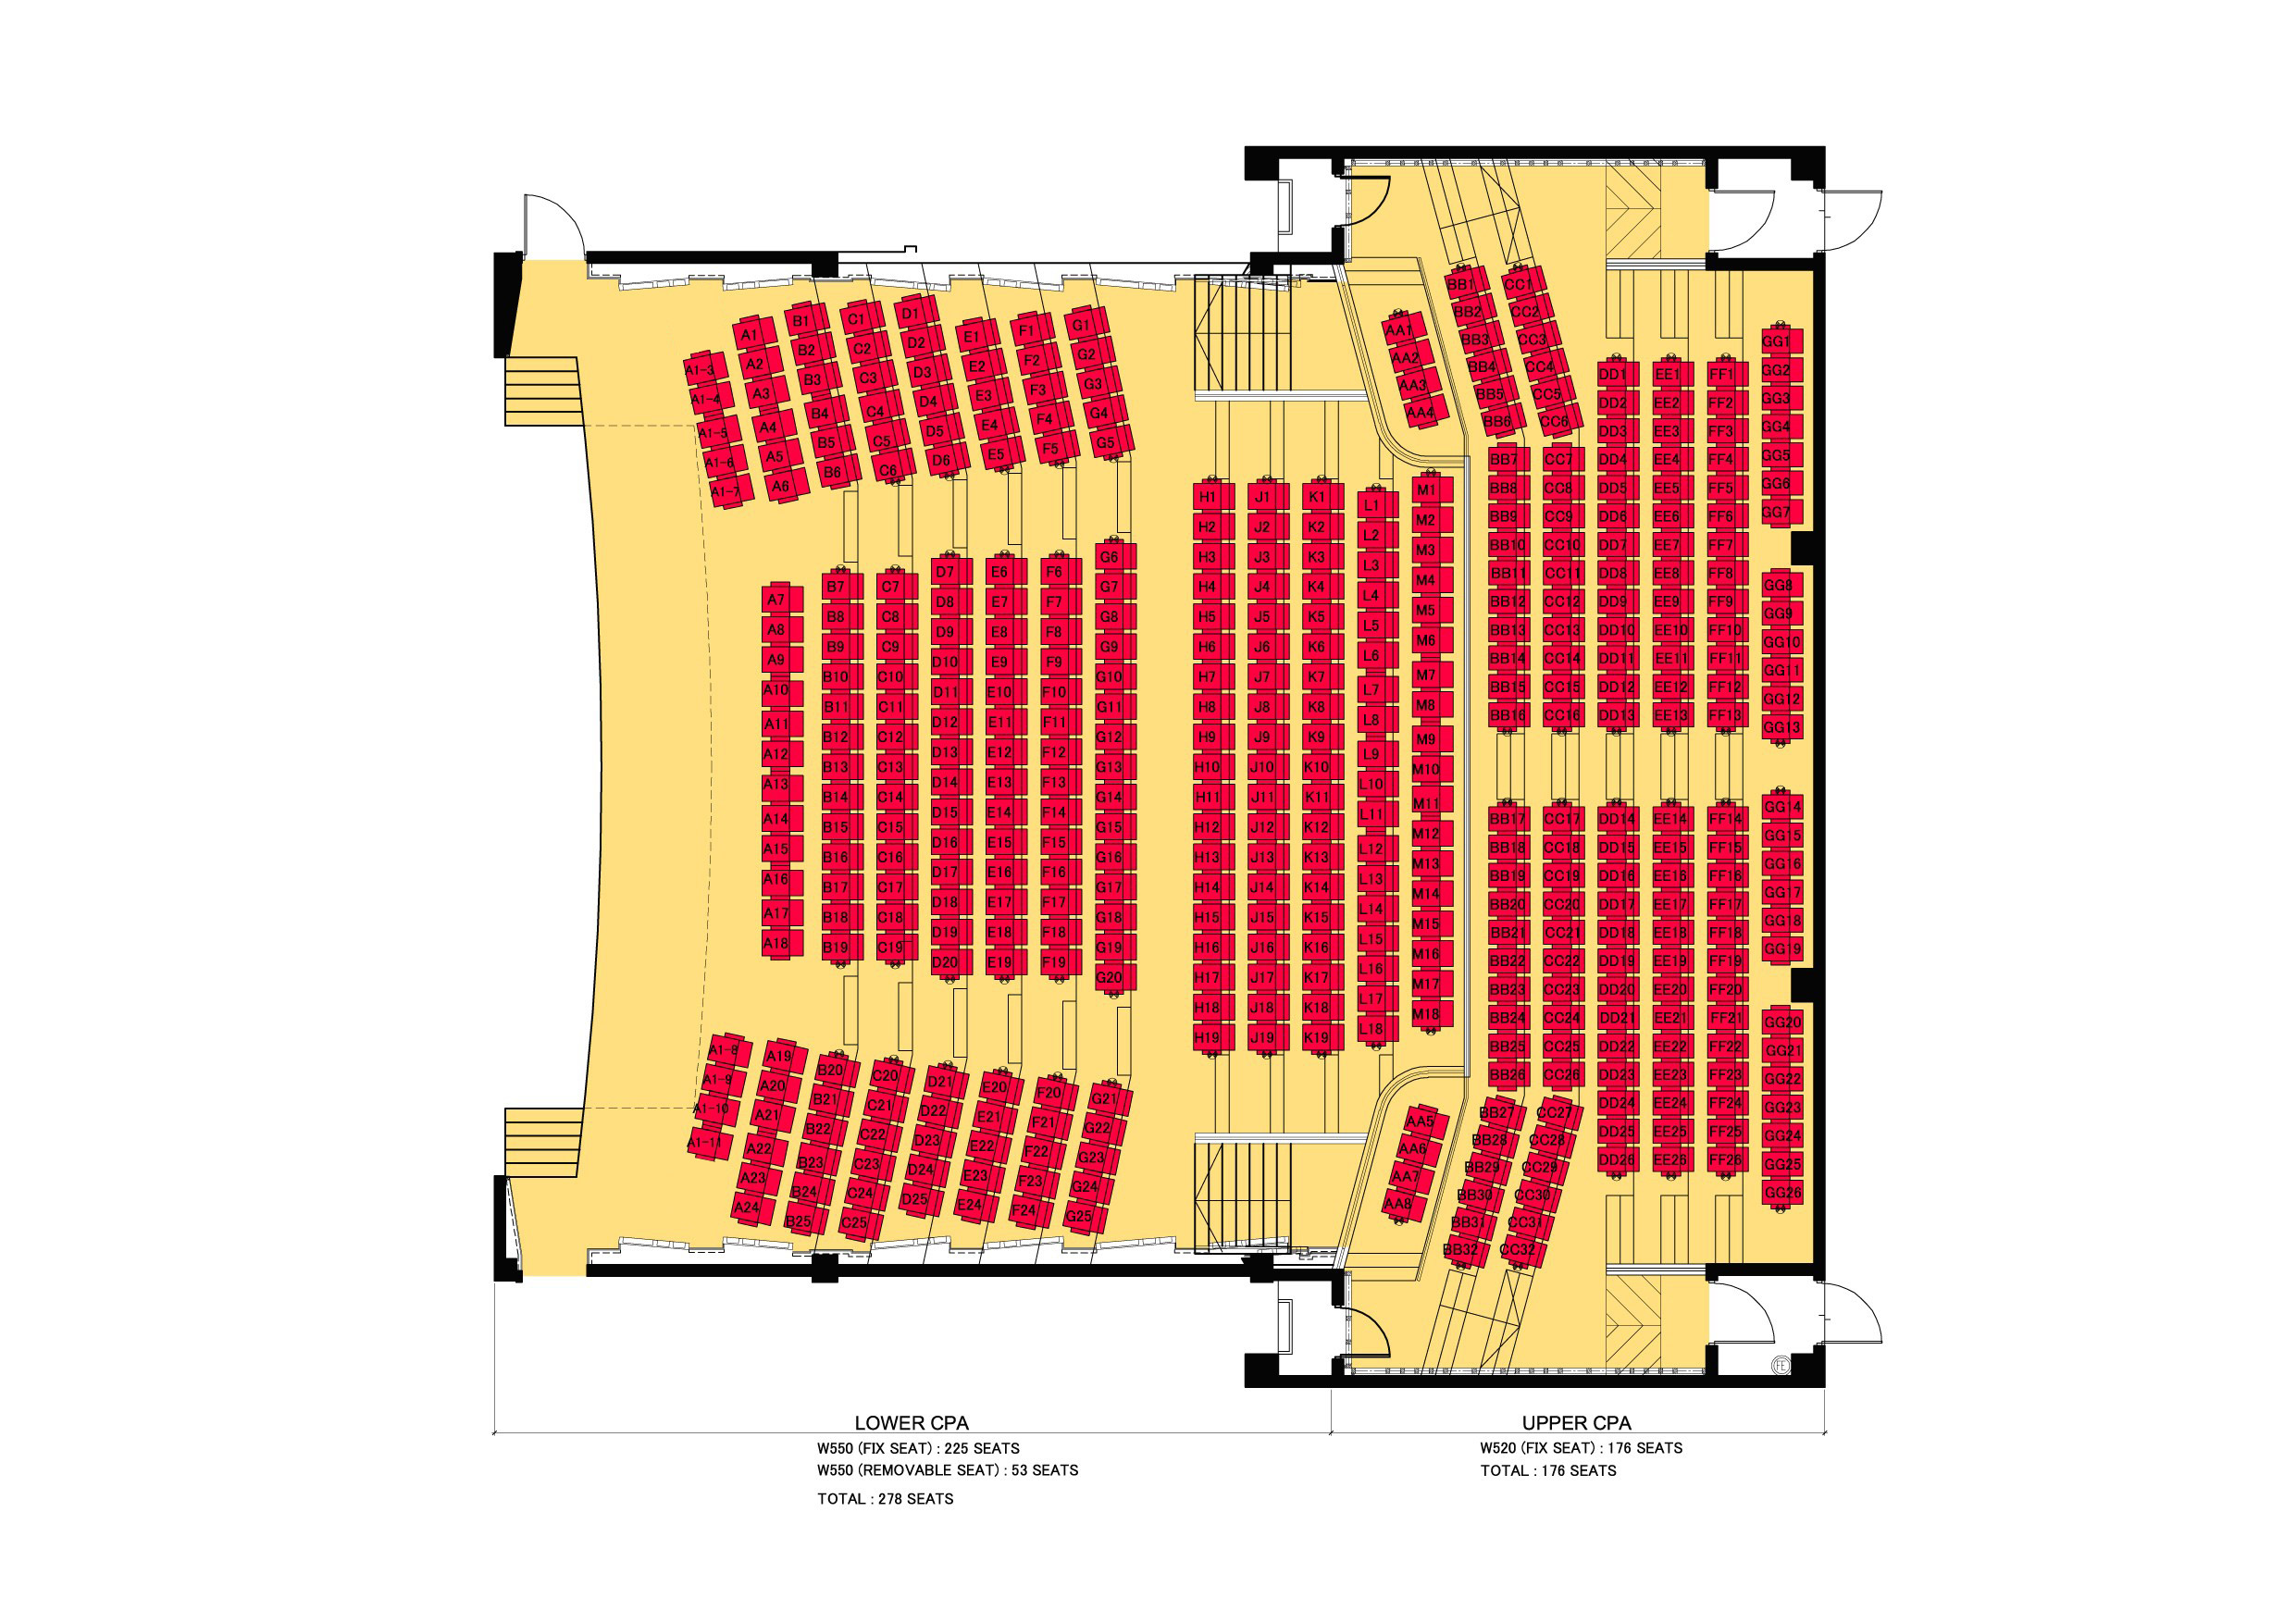 A1-3
A1-4
A1-5
A1-6
A1-7
A1
A2
A3
A4
A5
A6
B1
B2
B3
B4
B5
B6
C1
C2
C3
C4
C5
C6
D1
D2
D3
D4
D5
D6
E1
E2
E3
E4
E5
F1
F2
F3
F4
F5
G1
G2
G3
G4
G5
A7
A8
A9
A10
A11
A12
A13
A14
A15
A16
A17
A18
B7
B8
B9
B10
B11
B12
B13
B14
B15
B16
B17
B18
B19
C7
C8
C9
C10
C11
C12
C13
C14
C15
C16
C17
C18
C19
D7
D8
D9
D10
D11
D12
D13
D14
D15
D16
D17
D18
D19
D20
E6
E7
E8
E9
E10
E11
E12
E13
E14
E15
E16
E17
E18
E19
F6
F7
F8
F9
F10
F11
F12
F13
F14
F15
F16
F17
F18
F19
G6
G7
G8
G9
G10
G11
G12
G13
G14
G15
G16
G17
G18
G19
G20
A1-8
A1-9
A1-10
A1-11
A19
A20
A21
A22
A23
A24
B20
B21
B22
B23
B24
B25
C20
C21
C22
C23
C24
C25
D21
D22
D23
D24
D25
E20
E21
E22
E23
E24
F20
F21
F22
F23
F24
G21
G22
G23
G24
G25
H1
H2
H3
H4
H5
H6
H7
H8
H9
H10
H11
H12
H13
H14
H15
H16
H17
H18
H19
J1
J2
J3
J4
J5
J6
J7
J8
J9
J10
J11
J12
J13
J14
J15
J16
J17
J18
J19
K1
K2
K3
K4
K5
K6
K7
K8
K9
K10
K11
K12
K13
K14
K15
K16
K17
K18
K19
L1
L2
L3
L4
L5
L6
L7
L8
L9
L10
L11
L12
L13
L14
L15
L16
L17
L18
M1
M2
M3
M4
M5
M6
M7
M8
M9
M10
M11
M12
M13
M14
M15
M16
M17
M18
AA1
AA2
AA3
AA4
AA5
AA6
AA7
AA8
BB1
BB2
BB3
BB4
BB5
BB6
BB7
BB8
BB9
BB10
BB11
BB12
BB13
BB14
BB15
BB16
BB17
BB18
BB19
BB20
BB21
BB22
BB23
BB24
BB25
BB26
BB27
BB28
BB29
BB30
BB31
BB32
CC1
CC2
CC3
CC4
CC5
CC6
CC7
CC8
CC9
CC10
CC11
CC12
CC13
CC14
CC15
CC16
CC17
CC18
CC19
CC20
CC21
CC22
CC23
CC24
CC25
CC26
CC27
CC28
CC29
CC30
CC31
CC32
DD1
DD2
DD3
DD4
DD5
DD6
DD7
DD8
DD9
DD10
DD11
DD12
DD13
DD14
DD15
DD16
DD17
DD18
DD19
DD20
DD21
DD22
DD23
DD24
DD25
DD26
EE1
EE2
EE3
EE4
EE5
EE6
EE7
EE8
EE9
EE10
EE11
EE12
EE13
EE14
EE15
EE16
EE17
EE18
EE19
EE20
EE21
EE22
EE23
EE24
EE25
EE26
FF1
FF2
FF3
FF4
FF5
FF6
FF7
FF8
FF9
FF10
FF11
FF12
FF13
FF14
FF15
FF16
FF17
FF18
FF19
FF20
FF21
FF22
FF23
FF24
FF25
FF26
GG1
GG2
GG3
GG4
GG5
GG6
GG7
GG8
GG9
GG10
GG11
GG12
GG13
GG14
GG15
GG16
GG17
GG18
GG19
GG20
GG21
GG22
GG23
GG24
GG25
GG26
FE
LOWER CPA
W550 (FIX SEAT) : 225 SEATS
W550 (REMOVABLE SEAT) : 53 SEATS
TOTAL : 278 SEATS
UPPER CPA
W520 (FIX SEAT) : 176 SEATS
TOTAL : 176 SEATS